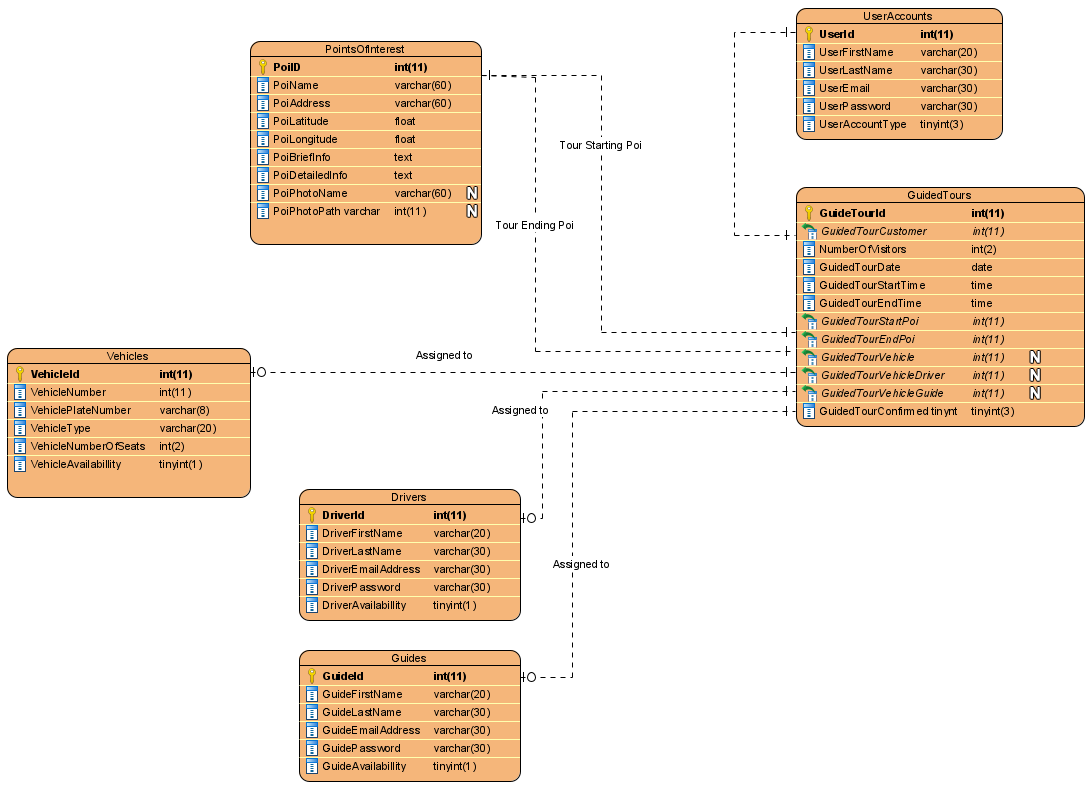 PointsOfInterest
PoiID int(11)
PoiName varchar(60)
PoiAddress varchar(60)
PoiLatitude float
PoiLongitude float
PoiBriefInfo text
PoiDetailedInfo text
PoiPhotoName varchar(60) N
PoiPhotoPath varchar int(11) N
UserAccounts
UserId int(11)
UserFirstName varchar(20)
UserLastName varchar(30)
UserEmail varchar(30)
UserPassword varchar(30)
UserAccountType tinyint(3)
Tour Starting Poi
Tour Ending Poi
GuidedTours
GuideTourId int(11)
GuidedTourCustomer int(11)
NumberOfVisitors int(2)
GuidedTourDate date
GuidedTourStartTime time
GuidedTourEndTime time
GuidedTourStartPoi int(11)
GuidedTourEndPoi int(11)
GuidedTourVehicle int(11) N
GuidedTourVehicleDriver int(11) N
GuidedTourVehicleGuide int(11) N
GuidedTourConfirmed tinynt tinyint(3)
Vehicles
VehicleId int(11)
VehicleNumber int(11)
VehiclePlateNumber varchar(8)
VehicleType varchar(20)
VehicleNumberOfSeats int(2)
VehicleAvailabillity tinyint(1)
Assigned to
Assigned to
Assigned to
Drivers
DriverId int(11)
DriverFirstName varchar(20)
DriverLastName varchar(30)
DriverEmailAddress varchar(30)
DriverPassword varchar(30)
DriverAvailabillity tinyint(1)
Guides
GuideId int(11)
GuideFirstName varchar(20)
GuideLastName varchar(30)
GuideEmailAddress varchar(30)
GuidePassword varchar(30)
GuideAvailabillity tinyint(1)